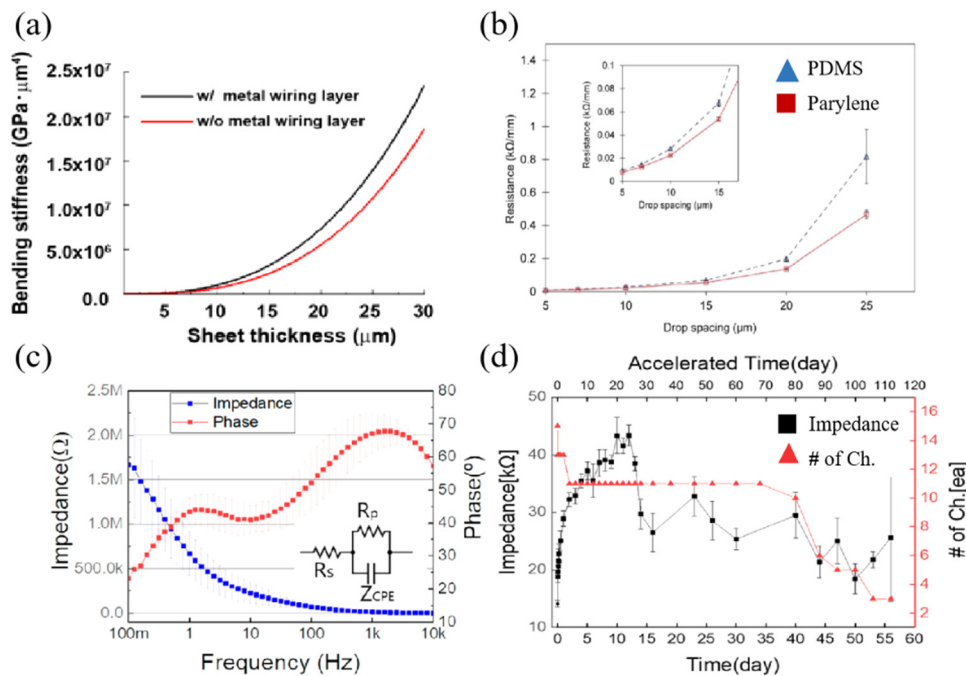 (a)
2.5x10⁷
2.0x10⁷
1.5x10⁷
1.0x10⁷
5.0x10⁶
0.0
Bending stiffness (GPa·μm⁴)
w/ metal wiring layer
w/o metal wiring layer
5 10 15 20 25 30
Sheet thickness (μm)
(b)
1
0.8
0.6
0.4
0.2
0
Resistance (kΩ/mm)
0.1
0.08
0.06
0.04
0.02
0
Resistance (kΩ/mm)
5 10 15
Drop spacing (μm)
PDMS
Parylene
5 10 15 20 25
Drop spacing (μm)
(c)
2.5M
2.0M
1.5M
1.0M
500.0k
0.0
Impedance(Ω)
Impedance
Phase
80
70
60
50
40
30
20
10
Phase(º)
Rp
Rs
ZCPE
100m 1 10 100 1k 10k
Frequency (Hz)
(d)
Accelerated Time(day)
0 10 20 30 40 50 60 70 80 90 100 110 120
50
40
30
20
10
Impedance[kΩ]
Impedance
# of Ch.
16
14
12
10
8
6
4
2
# of Ch.[ea]
0 5 10 15 20 25 30 35 40 45 50 55 60
Time(day)